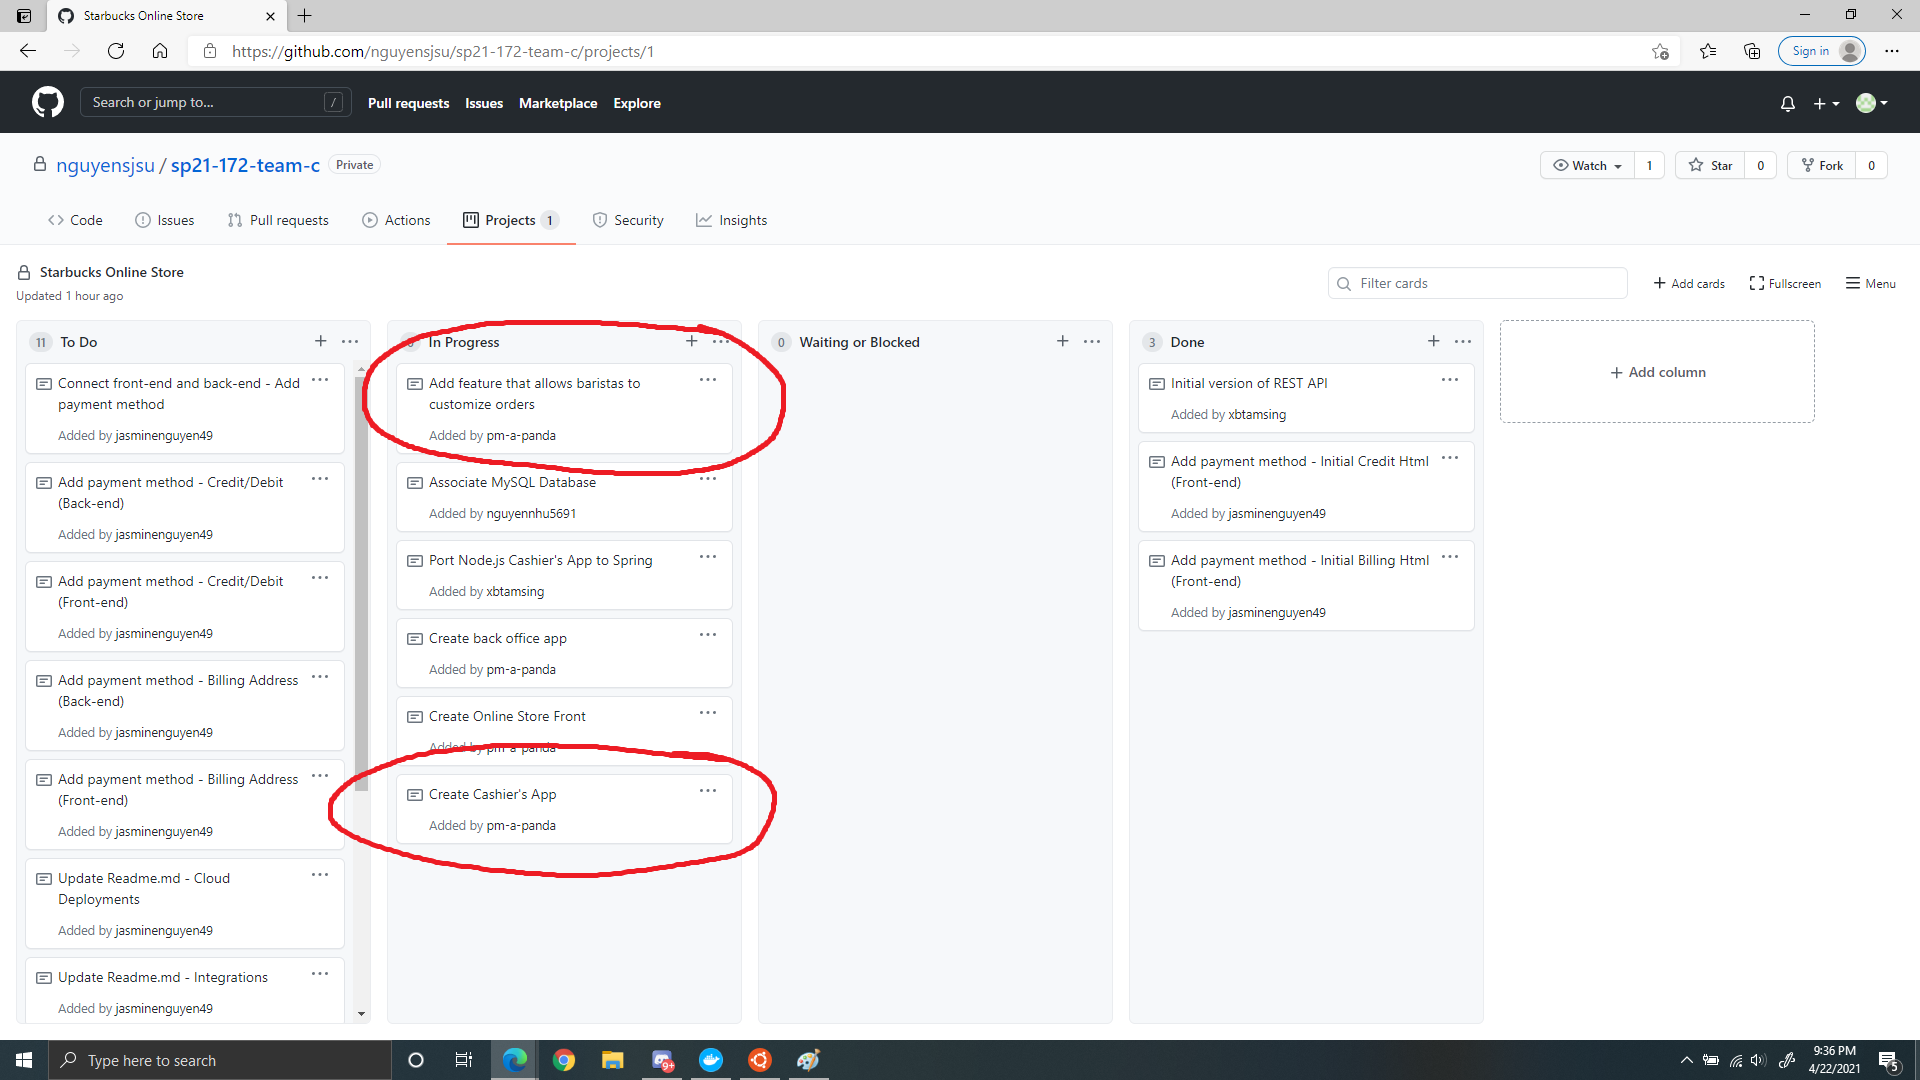 Starbucks Online Store
https://github.com/nguyensjsu/sp21-172-team-c/projects/1
Sign in
Search or jump to...
/
Pull requests
Issues
Marketplace
Explore
nguyensjsu / sp21-172-team-c
Private
Watch
1
Star
0
Fork
0
Code
Issues
Pull requests
Actions
Projects
1
Security
Insights
Starbucks Online Store
Updated 1 hour ago
Filter cards
Add cards
Fullscreen
Menu
11
To Do
Connect front-end and back-end - Add
payment method
Added by jasminenguyen49
Add payment method - Credit/Debit
(Back-end)
Added by jasminenguyen49
Add payment method - Credit/Debit
(Front-end)
Added by jasminenguyen49
Add payment method - Billing Address
(Back-end)
Added by jasminenguyen49
Add payment method - Billing Address
(Front-end)
Added by jasminenguyen49
Update Readme.md - Cloud
Deployments
Added by jasminenguyen49
Update Readme.md - Integrations
Added by jasminenguyen49
In Progress
Add feature that allows baristas to
customize orders
Added by pm-a-panda
Associate MySQL Database
Added by nguyennhu5691
Port Node.js Cashier's App to Spring
Added by xbtamsing
Create back office app
Added by pm-a-panda
Create Online Store Front
Added by pm-a-panda
Create Cashier's App
Added by pm-a-panda
0
Waiting or Blocked
3
Done
Initial version of REST API
Added by xbtamsing
Add payment method - Initial Credit Html
(Front-end)
Added by jasminenguyen49
Add payment method - Initial Billing Html
(Front-end)
Added by jasminenguyen49
Add column
Type here to search
9+
9:36 PM
4/22/2021
5